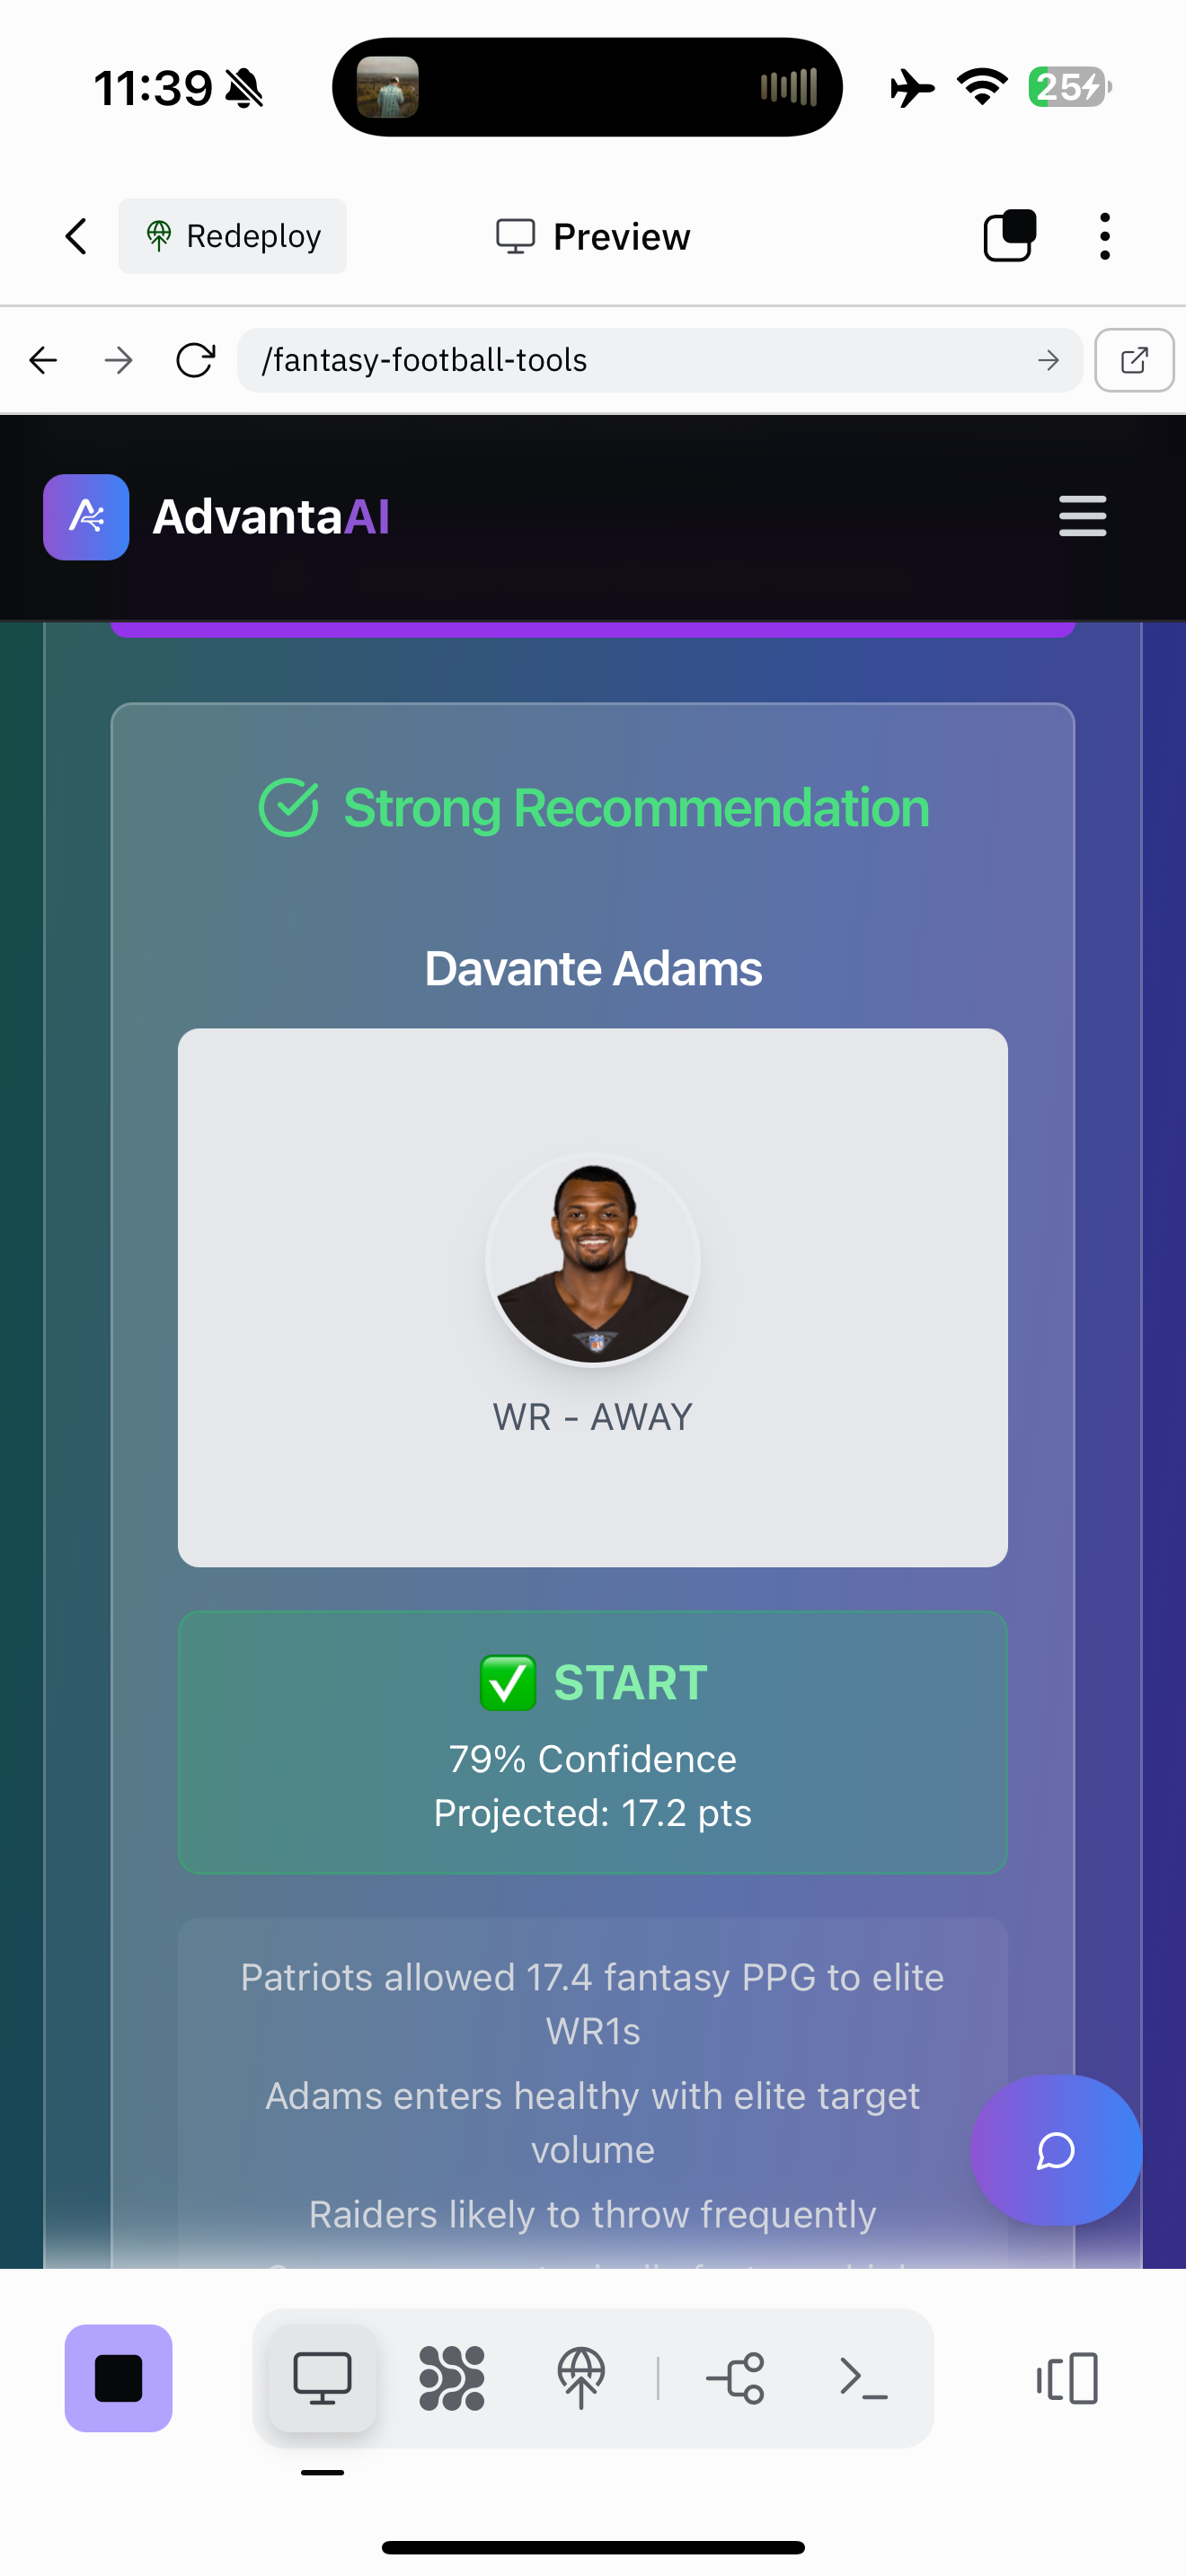 11:39
25
Redeploy
Preview
/fantasy-football-tools
AdvantaAI
Strong Recommendation
Davante Adams
WR - AWAY
✅ START
79% Confidence
Projected: 17.2 pts
Patriots allowed 17.4 fantasy PPG to elite
WR1s
Adams enters healthy with elite target
volume
Raiders likely to throw frequently